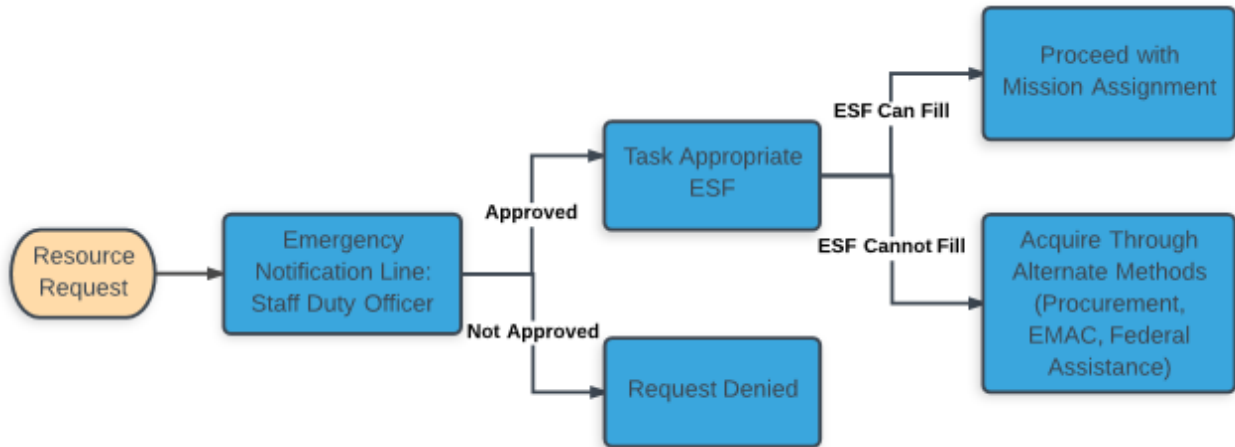 Resource
Request
Emergency
Notification Line:
Staff Duty Officer
Approved
Not Approved
Task Appropriate
ESF
Request Denied
ESF Can Fill
ESF Cannot Fill
Proceed with
Mission Assignment
Acquire Through
Alternate Methods
(Procurement,
EMAC, Federal
Assistance)